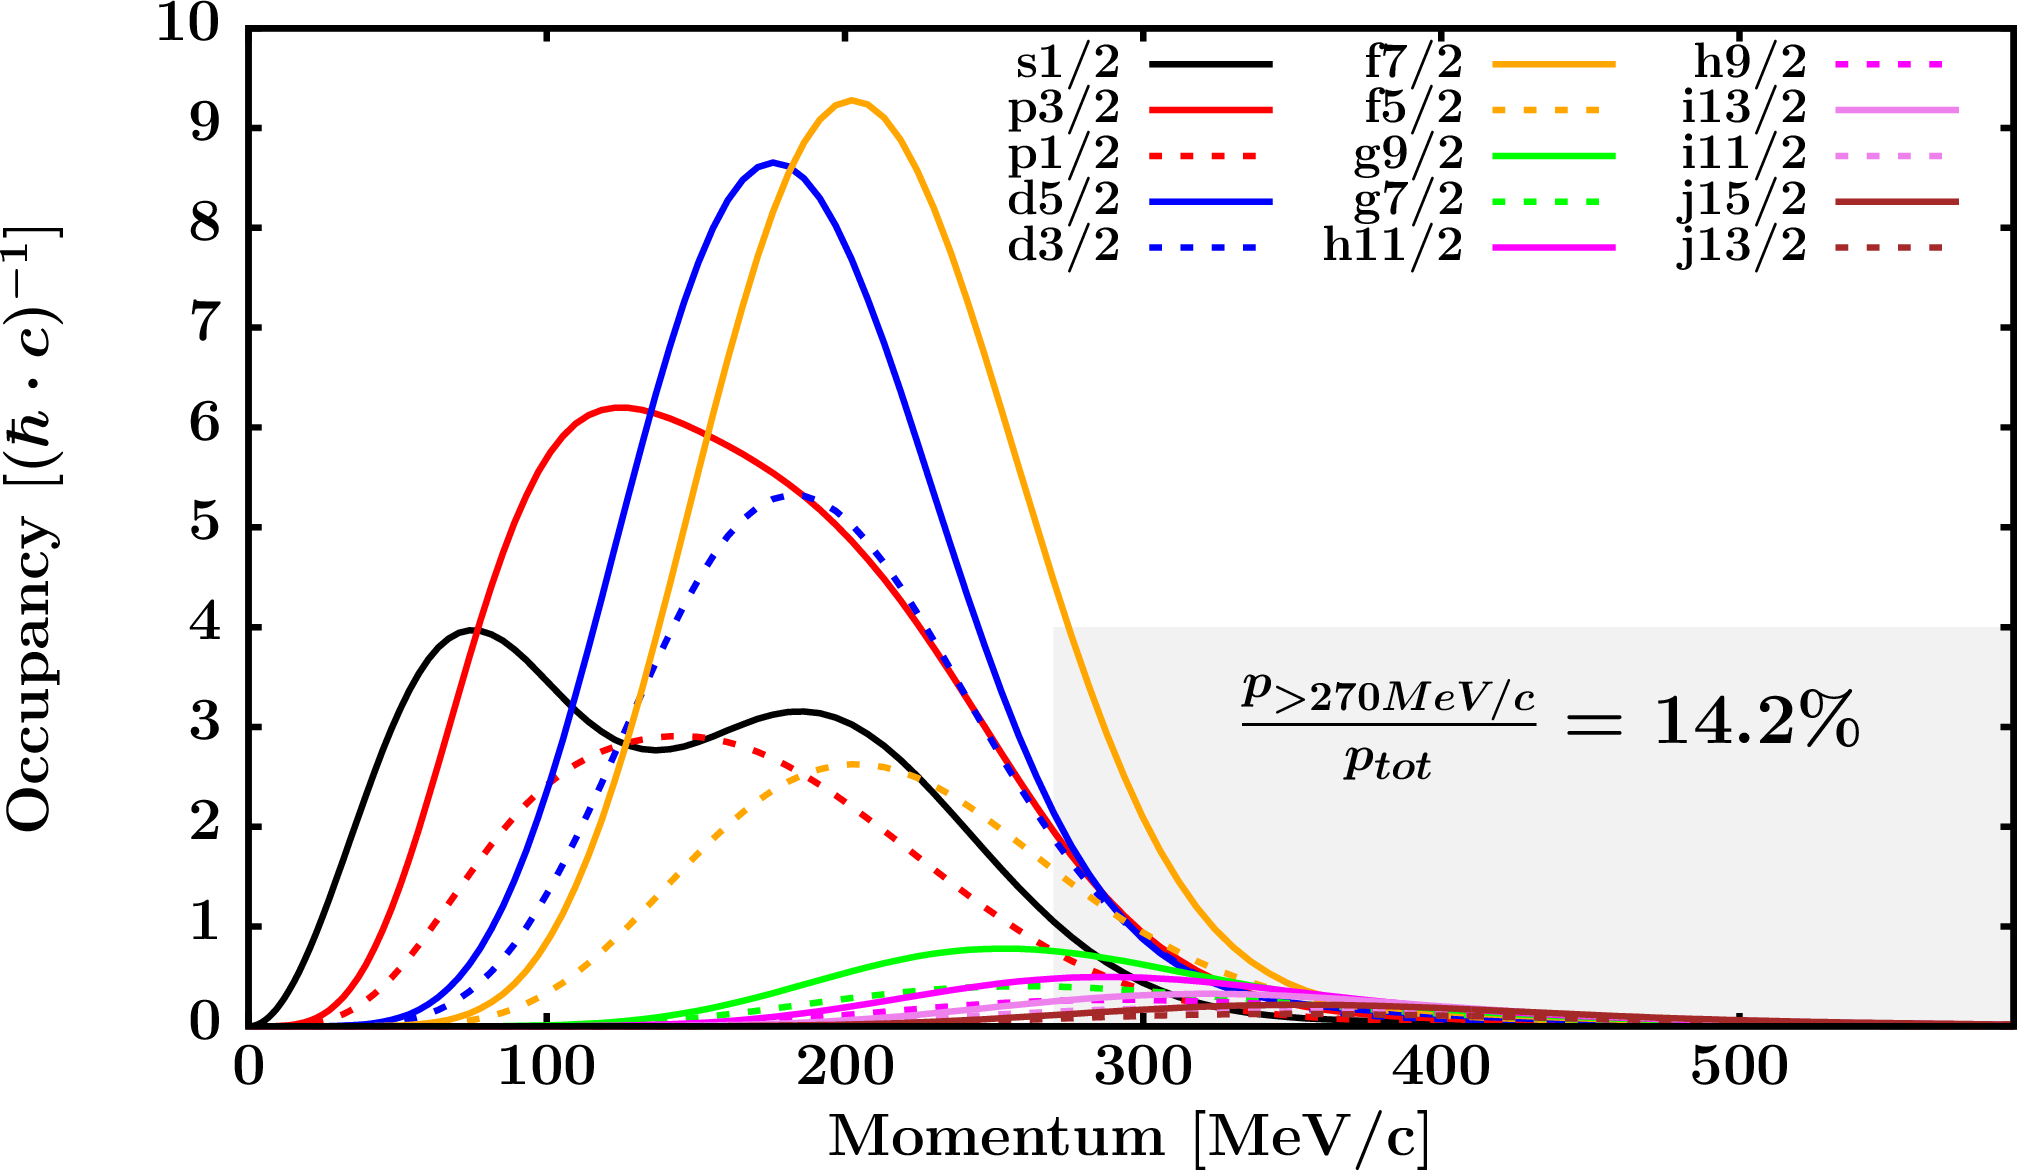 Occupancy [(ħ · c)⁻¹]
10
9
8
7
6
5
4
3
2
1
0
s1/2
p3/2
p1/2
d5/2
d3/2
f7/2
f5/2
g9/2
g7/2
h11/2
h9/2
i13/2
i11/2
j15/2
j13/2
p>270MeV/c
ptot
= 14.2%
0 100 200 300 400 500
Momentum [MeV/c]